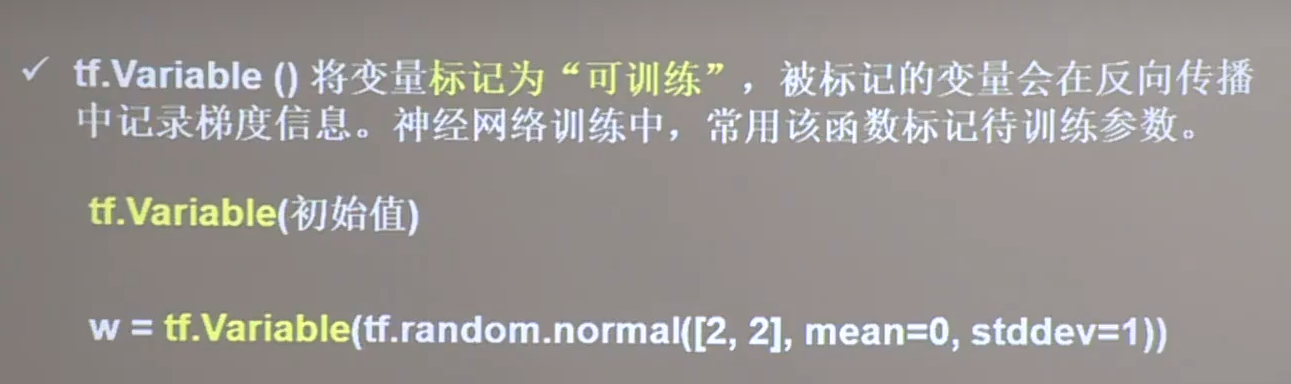 ✓ tf.Variable () 将变量标记为“可训练”，被标记的变量会在反向传播
中记录梯度信息。神经网络训练中，常用该函数标记待训练参数。
tf.Variable(初始值)
w = tf.Variable(tf.random.normal([2, 2], mean=0, stddev=1))